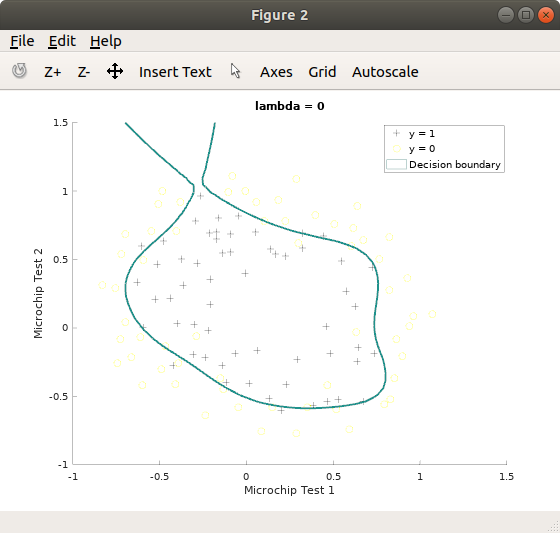 Figure 2
File Edit Help
Z+ Z- Insert Text Axes Grid Autoscale
lambda = 0
y = 1
y = 0
Decision boundary
1.5
1
0.5
0
-0.5
-1
Microchip Test 2
-1 -0.5 0 0.5 1 1.5
Microchip Test 1